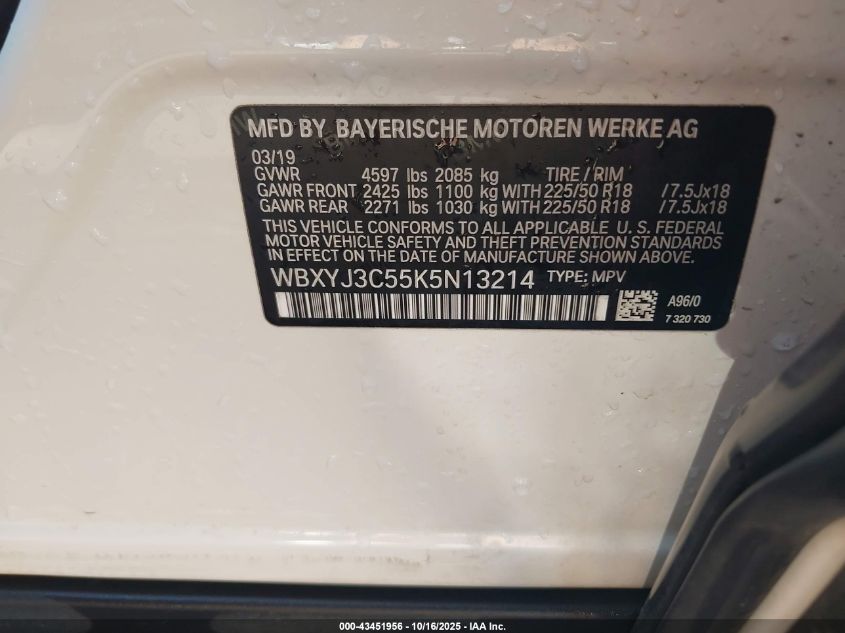 MFD BY BAYERISCHE MOTOREN WERKE AG
03/19
GVWR 4597 lbs 2085 kg TIRE / RIM
GAWR FRONT 2425 lbs 1100 kg WITH 225/50 R18 /7.5Jx18
GAWR REAR 2271 lbs 1030 kg WITH 225/50 R18 /7.5Jx18
THIS VEHICLE CONFORMS TO ALL APPLICABLE U. S. FEDERAL
MOTOR VEHICLE SAFETY AND THEFT PREVENTION STANDARDS
IN EFFECT ON THE DATE OF MANUFACTURE SHOWN ABOVE.
WBXYJ3C55K5N13214 TYPE: MPV
A96/0
7 320 730
000-43451956 - 10/16/2025 - IAA Inc.